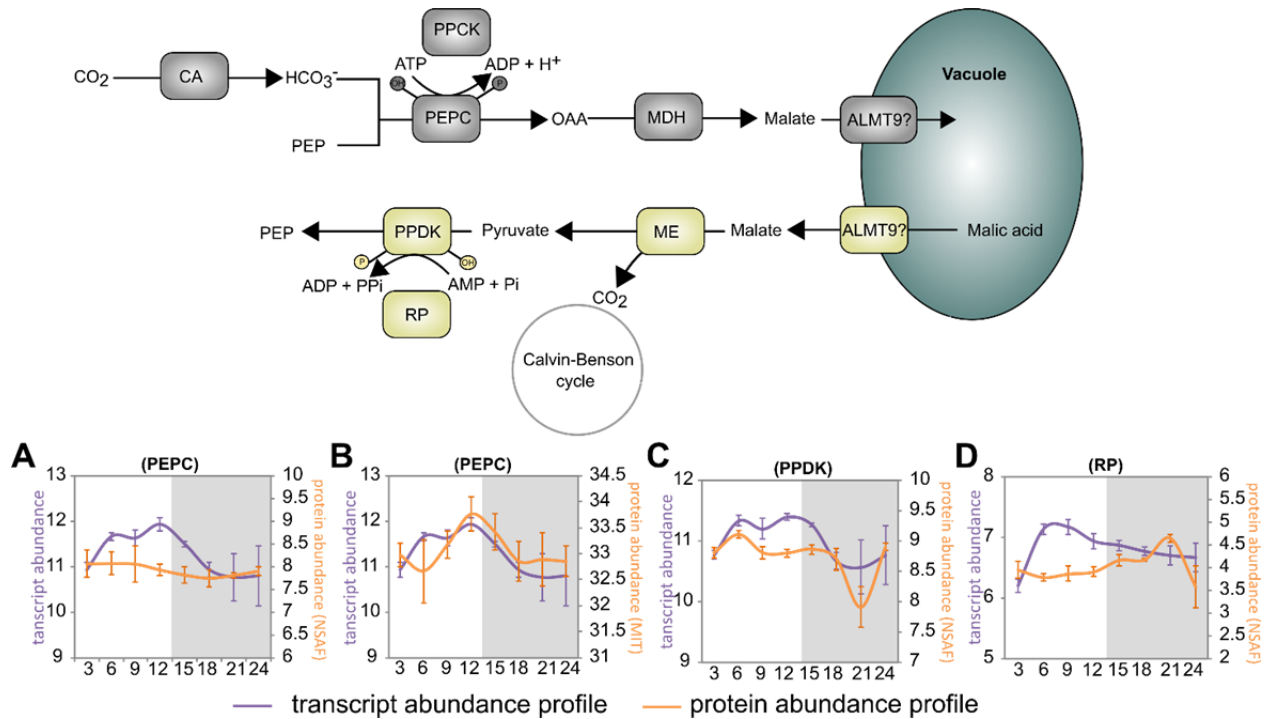 PPCK
ATP ADP + H⁺
CO₂ CA HCO₃⁻ OH P Vacuole
PEPC OAA MDH Malate ALMT9?
PEP
PEP PPDK Pyruvate ME Malate ALMT9? Malic acid
P OH
ADP + PPi AMP + Pi
CO₂
RP
Calvin-Benson
cycle
A (PEPC)
transcript abundance
13
12
11
10
9
10
9.5
9
8.5
8
7.5
7
6.5
6
protein abundance (NSAF)
3 6 9 12 15 18 21 24
B (PEPC)
transcript abundance
13
12
11
10
9
34.5
34
33.5
33
32.5
32
31.5
31
protein abundance (MIT)
3 6 9 12 15 18 21 24
C (PPDK)
transcript abundance
12
11
10
9
10
9.5
9
8.5
8
7.5
7
protein abundance (NSAF)
3 6 9 12 15 18 21 24
D (RP)
transcript abundance
8
7
6
5
6
5.5
5
4.5
4
3.5
3
2.5
2
protein abundance (NSAF)
3 6 9 12 15 18 21 24
transcript abundance profile protein abundance profile